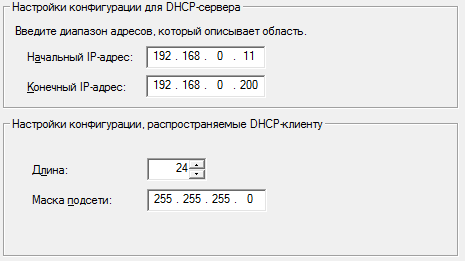 Настройки конфигурации для DHCP-сервера
Введите диапазон адресов, который описывает область.
Начальный IP-адрес: 192 . 168 . 0 . 11
Конечный IP-адрес: 192 . 168 . 0 . 200
Настройки конфигурации, распространяемые DHCP-клиенту
Длина: 24
Маска подсети: 255 . 255 . 255 . 0